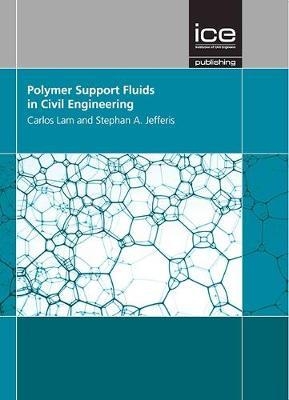 ice
Institution of Civil Engineers
publishing
Polymer Support Fluids
in Civil Engineering
Carlos Lam and Stephan A. Jefferis